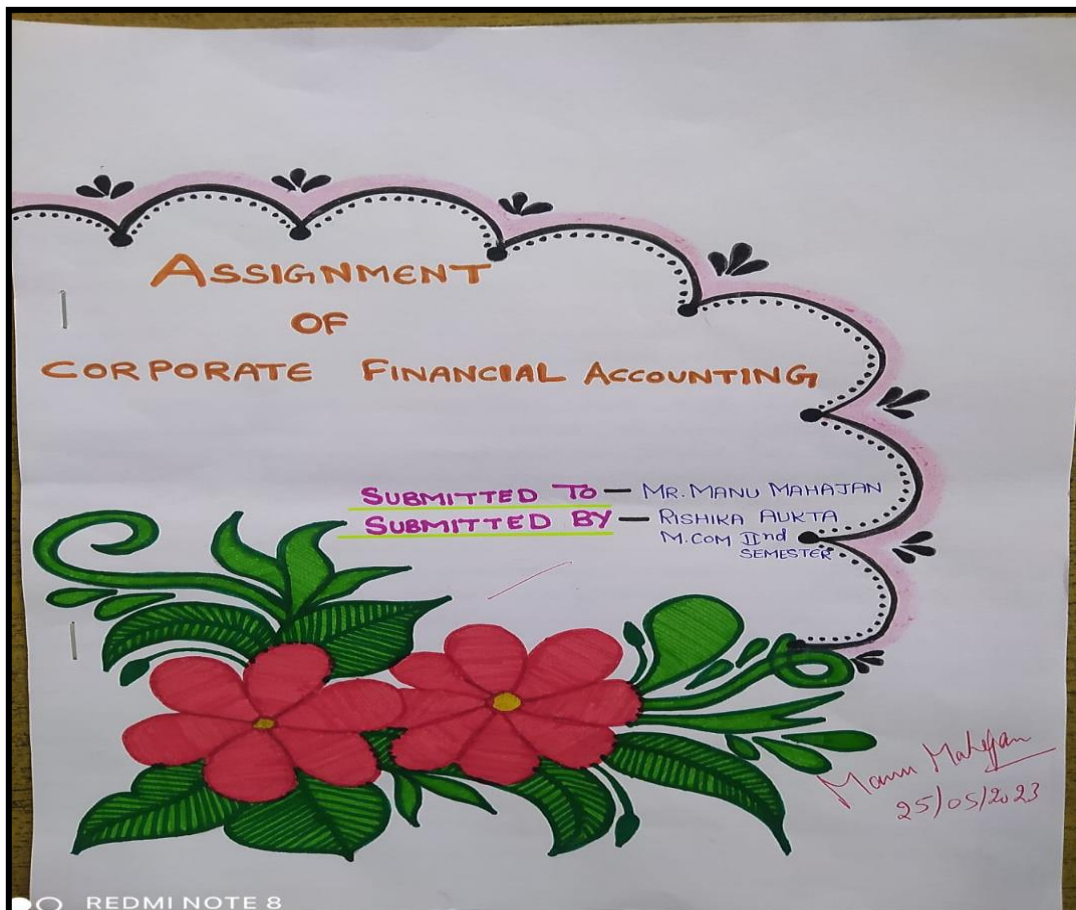 ASSIGNMENT
OF
CORPORATE FINANCIAL ACCOUNTING
SUBMITTED TO — MR. MANU MAHAJAN
SUBMITTED BY — RISHIKA AUKTA
M.COM IInd
SEMESTER
Manu Mahajan
25/05/2023
REDMI NOTE 8